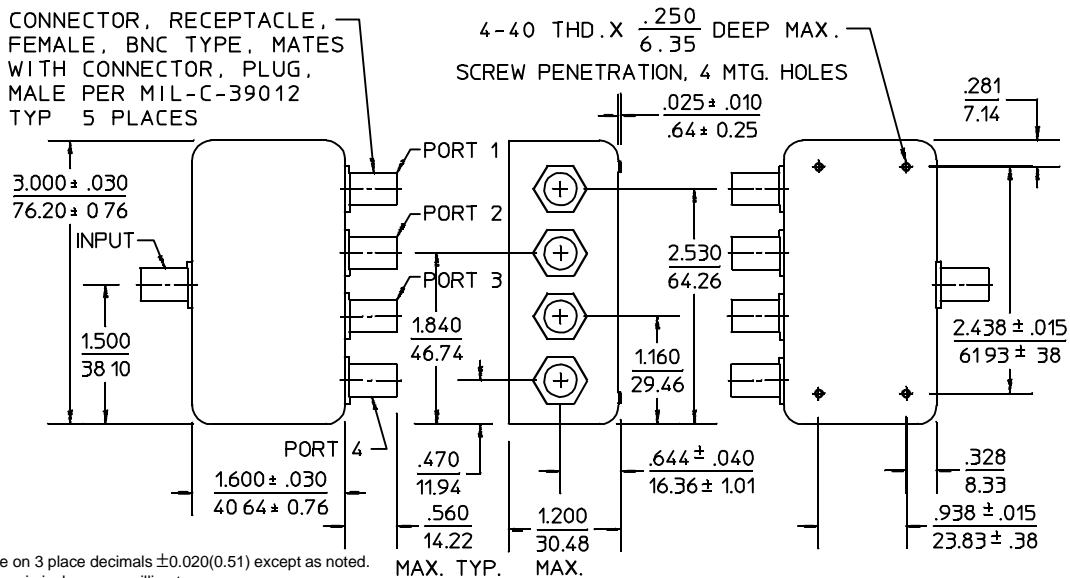 CONNECTOR, RECEPTACLE,
FEMALE, BNC TYPE, MATES
WITH CONNECTOR, PLUG,
MALE PER MIL-C-39012
TYP 5 PLACES
4-40 THD. X .250 DEEP MAX.
6.35
SCREW PENETRATION, 4 MTG. HOLES
.025± .010
.64± 0.25
.281
7.14
PORT 1
3.000± .030
76.20± 0 76
PORT 2
INPUT
PORT 3
2.530
64.26
1.500
38 10
1.840
46.74
1.160
29.46
2.438 ± .015
6193 ± 38
PORT 4
.470
11.94
.644± .040
16.36± 1.01
.328
8.33
1.600± .030
40 64± 0.76
.560
14.22
MAX. TYP.
1.200
30.48
MAX.
.938 ± .015
23.83± .38
e on 3 place decimals ±0.020(0.51) except as noted.